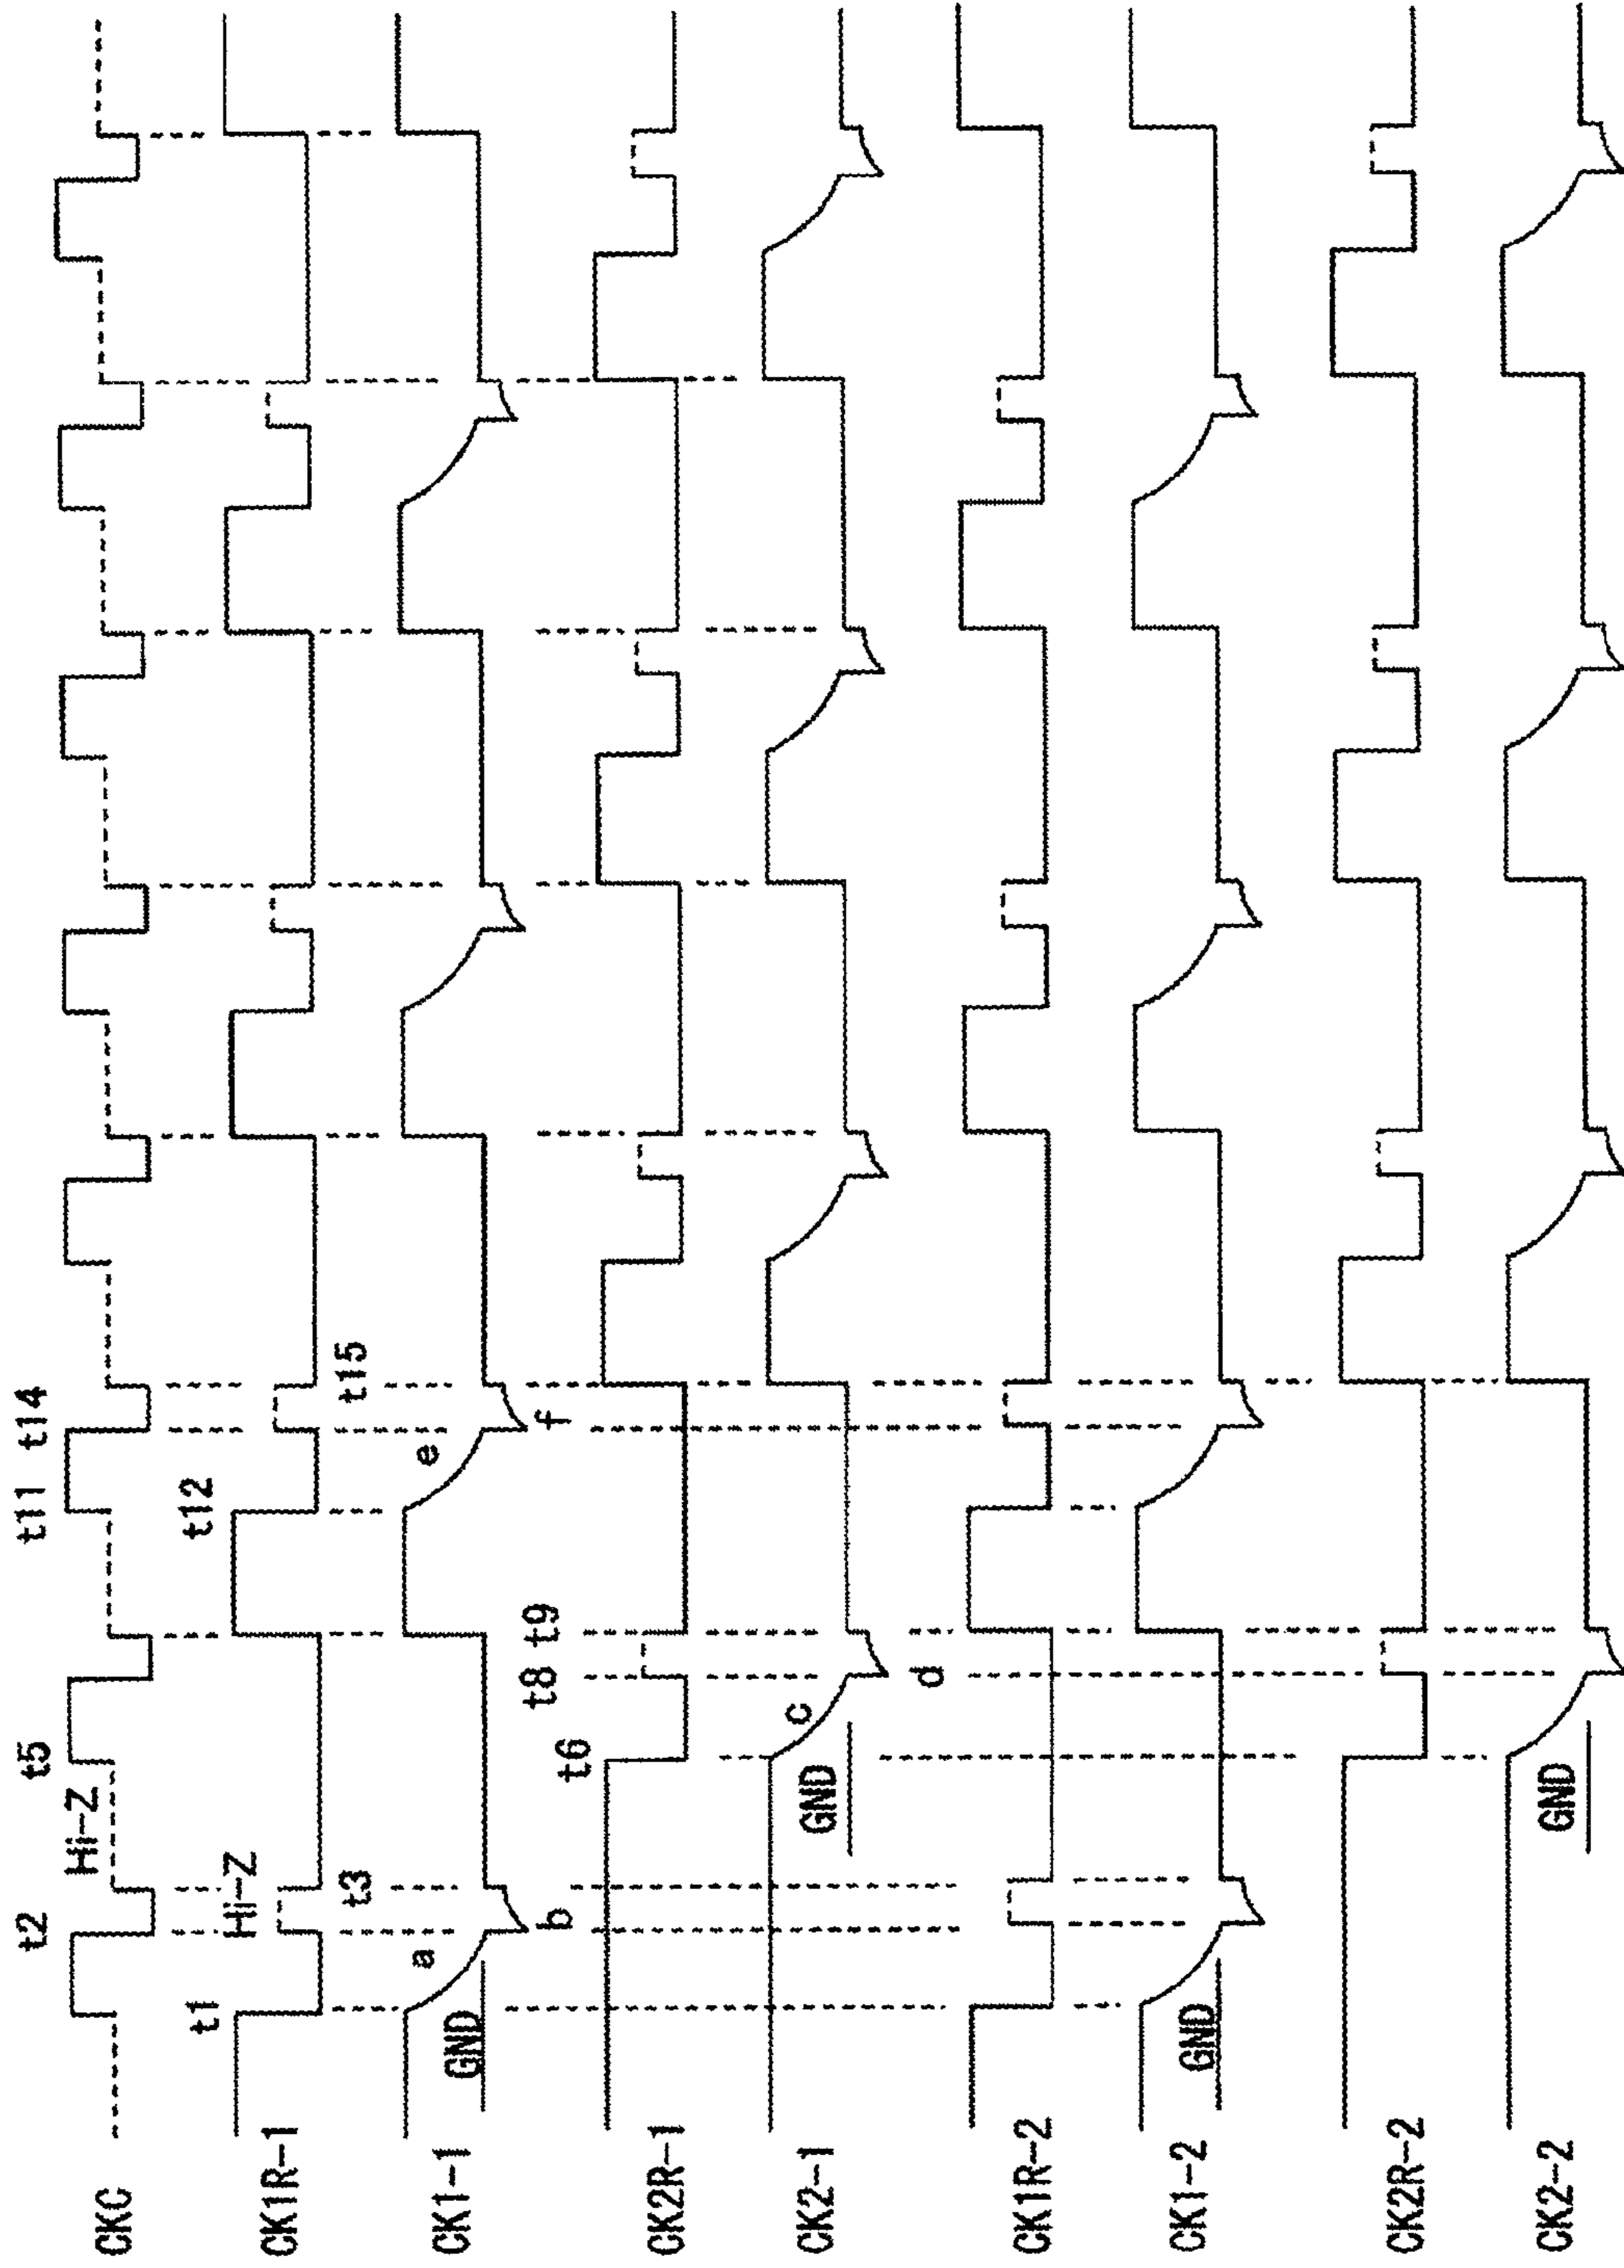 t2
t5
t11 t14
Hi-Z
CKC
t1
Hi-Z
t12
CK1R-1
t3
t15
a
e
GND
CK1-1
b
f
t6
t8 t9
CK2R-1
c
GND
CK2-1
d
CK1R-2
GND
CK1-2
CK2R-2
GND
CK2-2